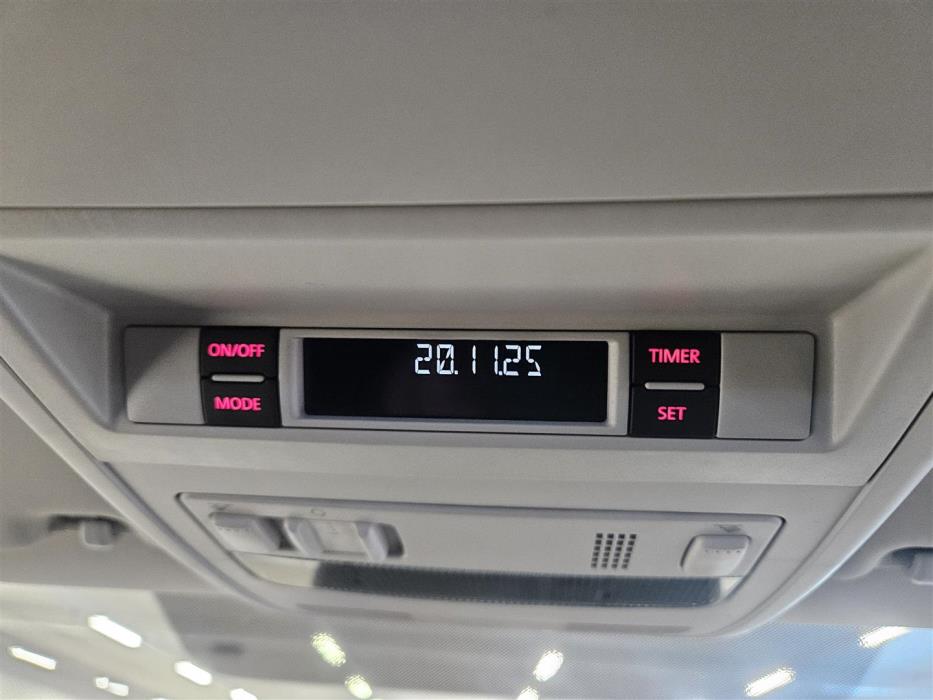 ON/OFF
MODE
20.11.25
TIMER
SET